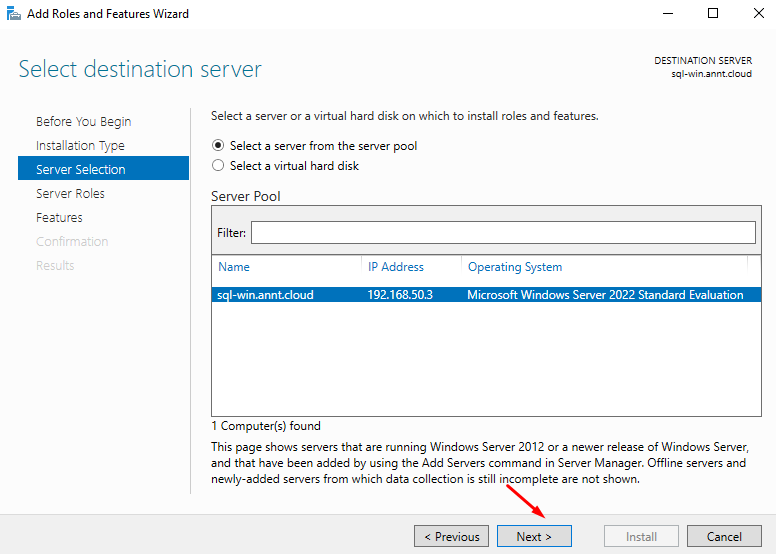 Add Roles and Features Wizard
Select destination server
DESTINATION SERVER
sql-win.annt.cloud
Before You Begin
Installation Type
Server Selection
Server Roles
Features
Confirmation
Results
Select a server or a virtual hard disk on which to install roles and features.
Select a server from the server pool
Select a virtual hard disk
Server Pool
Filter:
Name IP Address Operating System
sql-win.annt.cloud 192.168.50.3 Microsoft Windows Server 2022 Standard Evaluation
1 Computer(s) found
This page shows servers that are running Windows Server 2012 or a newer release of Windows Server,
and that have been added by using the Add Servers command in Server Manager. Offline servers and
newly-added servers from which data collection is still incomplete are not shown.
< Previous Next > Install Cancel